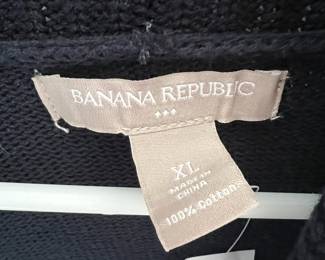 BANANA REPUBLIC
XL
MADE IN
CHINA
100% Cotton